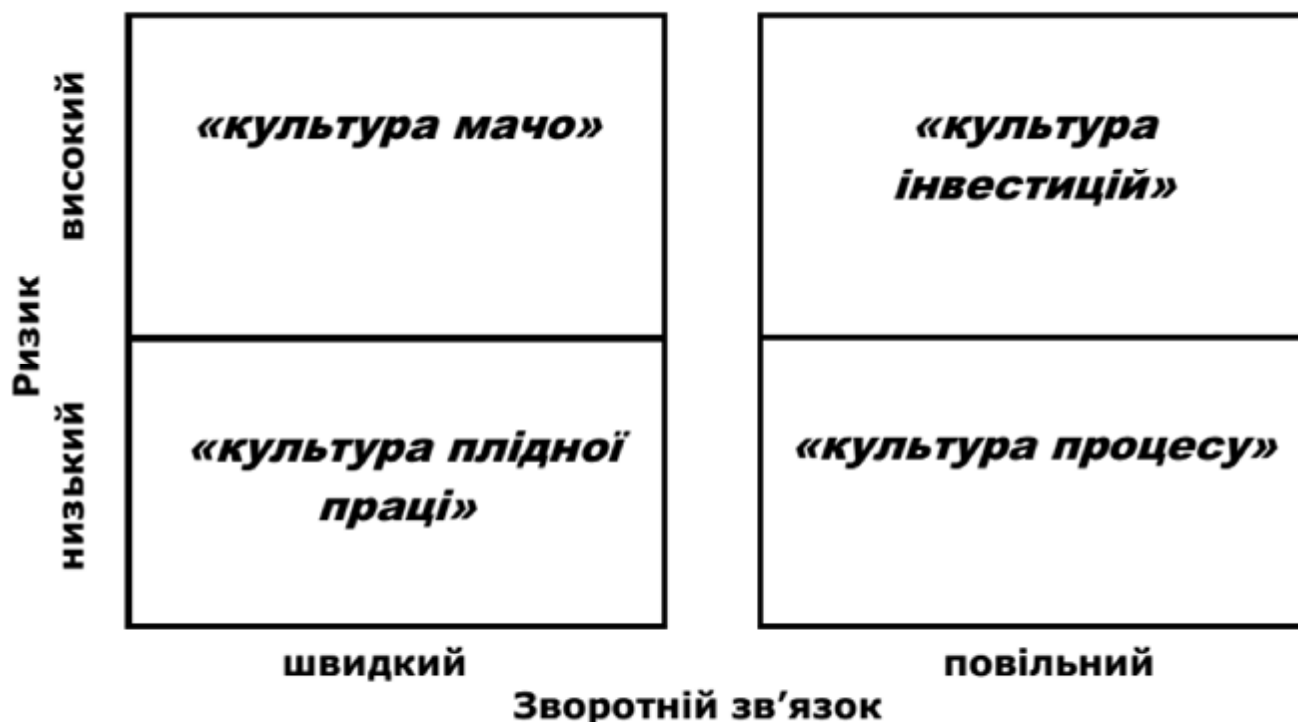 високий
Ризик
низький
«культура мачо»
«культура
інвестицій»
«культура плідної
праці»
«культура процесу»
швидкий
повільний
Зворотній зв’язок